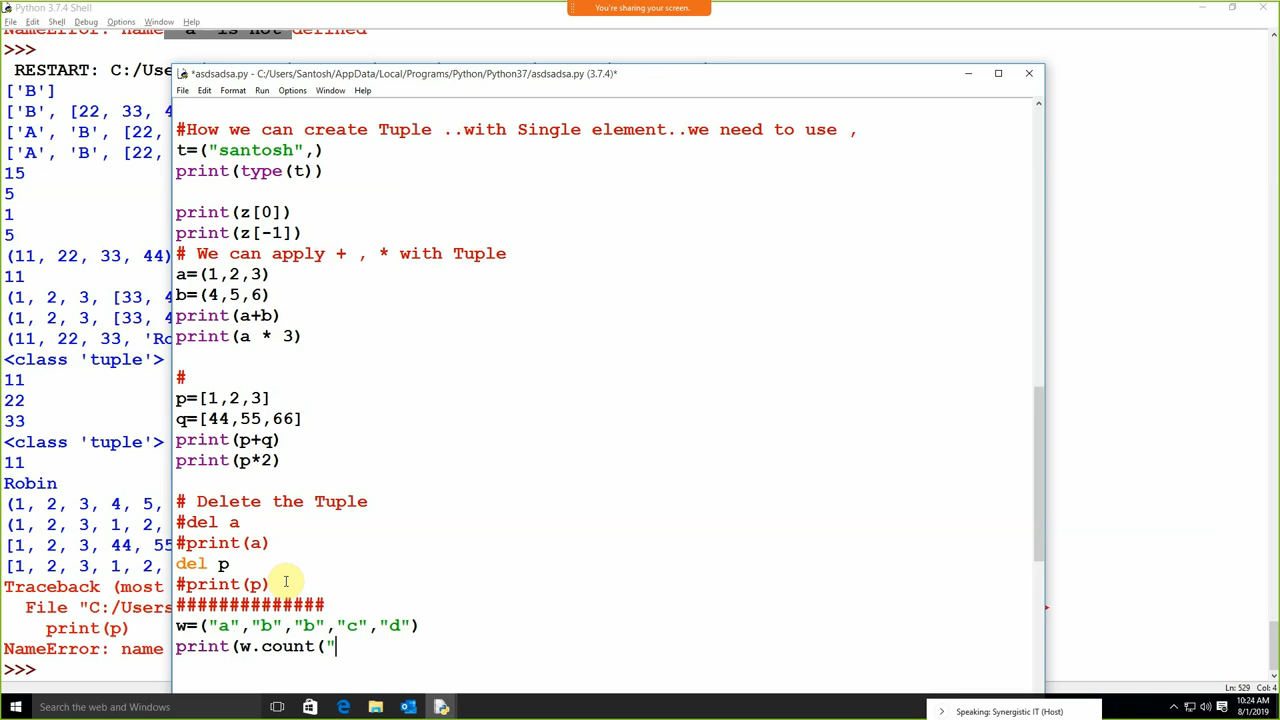 Python 3.7.4 Shell
You're sharing your screen.
File Edit Shell Debug Options Window Help
NameError: name 'a' is not defined
>>>
RESTART: C:/Use
['B']
['B', [22, 33, 4
['A', 'B', [22,
['A', 'B', [22,
15
5
1
5
(11, 22, 33, 44)
11
(1, 2, 3, [33, 4
(1, 2, 3, [33, 4
(11, 22, 33, 'Ro
<class 'tuple'>
11
22
33
<class 'tuple'>
11
Robin
(1, 2, 3, 4, 5,
(1, 2, 3, 1, 2,
[1, 2, 3, 44, 55
[1, 2, 3, 1, 2,
Traceback (most
File "C:/Users
print(p)
NameError: name
>>>
*asdsadsa.py - C:/Users/Santosh/AppData/Local/Programs/Python/Python37/asdsadsa.py (3.7.4)*
File Edit Format Run Options Window Help
#How we can create Tuple ..with Single element..we need to use ,
t=("santosh",)
print(type(t))
print(z[0])
print(z[-1])
# We can apply + , * with Tuple
a=(1,2,3)
b=(4,5,6)
print(a+b)
print(a * 3)
#
p=[1,2,3]
q=[44,55,66]
print(p+q)
print(p*2)
# Delete the Tuple
#del a
#print(a)
del p
#print(p)
##############
w=("a","b","b","c","d")
print(w.count("
Ln: 529 Col: 4
Search the web and Windows
Speaking: Synergistic IT (Host)
10:24 AM
8/1/2019